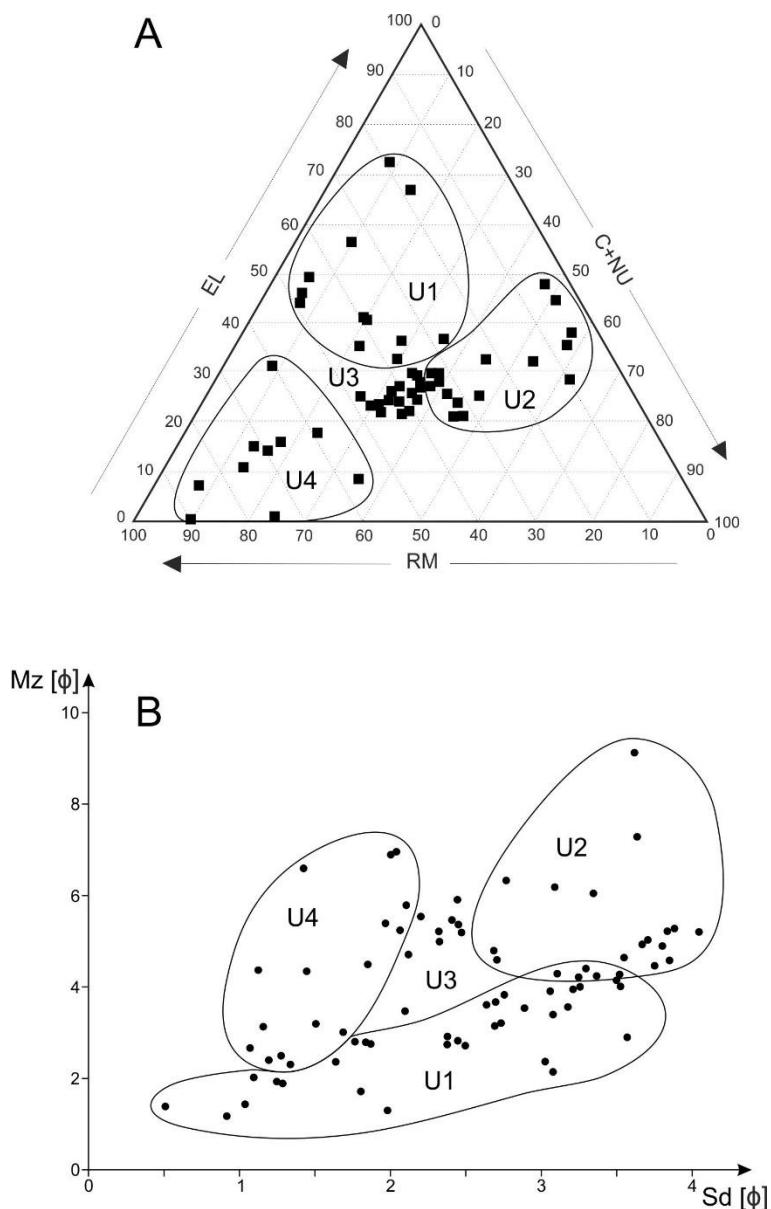 A
100 0
90 10
80 20
70 30
60 40
EL C+NU
50 50
U1
40 60
30 U3 70
U2
20 80
10 U4 90
0 100
100 90 80 70 60 50 40 30 20 10 0
RM
Mz [ϕ]
B
10
8
U2
6
U4
U3
4
2
U1
0
0 1 2 3 4
Sd [ϕ]